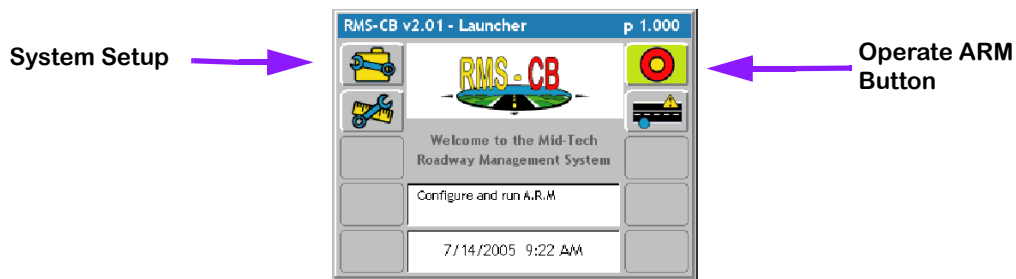 RMS-CB v2.01 - Launcher p 1.000
System Setup
Operate ARM
Button
RMS - CB
Welcome to the Mid-Tech
Roadway Management System
Configure and run A.R.M
7/14/2005 9:22 AM